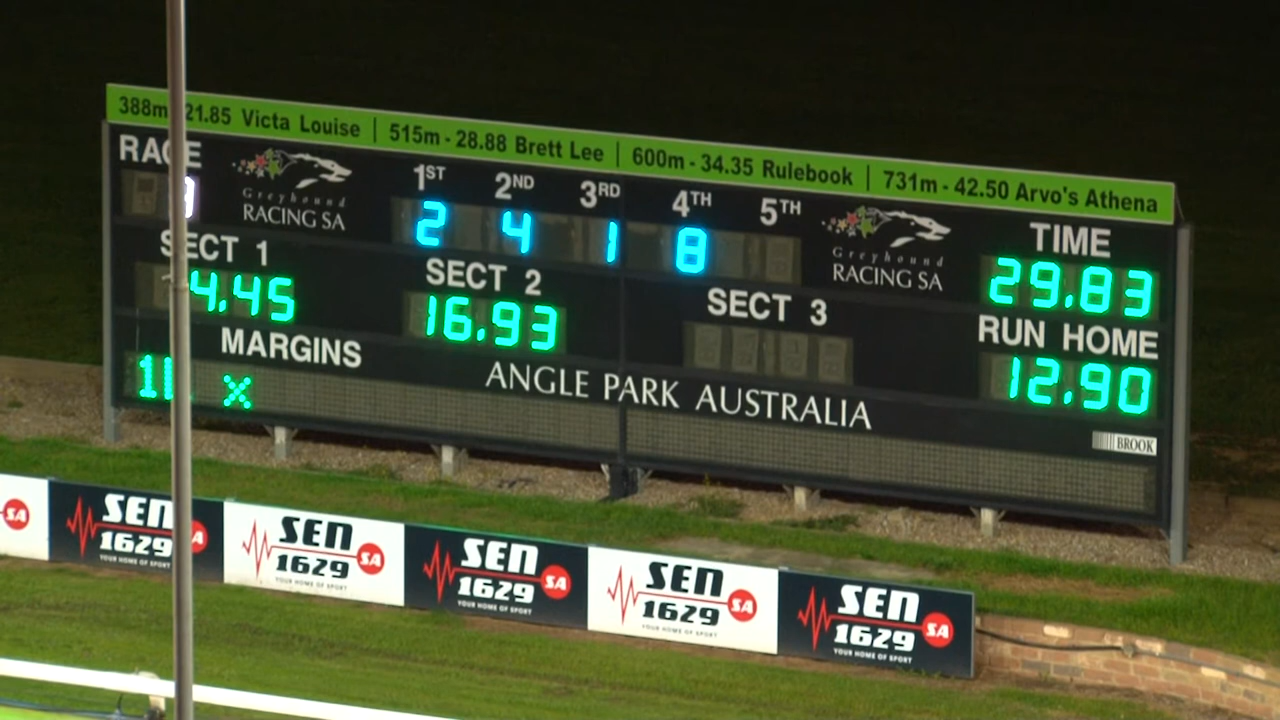 388m 21.85 Victa Louise | 515m - 28.88 Brett Lee | 600m - 34.35 Rulebook | 731m - 42.50 Arvo's Athena
RACE
Greyhound
RACING SA
1ST 2ND 3RD 4TH 5TH
2 4 1 8
Greyhound
RACING SA
TIME
29.83
SECT 1
4.45
SECT 2
16.93
SECT 3
RUN HOME
12.90
MARGINS
X
ANGLE PARK AUSTRALIA
BROOK
SA
SEN
1629
SA
YOUR HOME OF SPORT
SEN
1629
SA
YOUR HOME OF SPORT
SEN
1629
SA
YOUR HOME OF SPORT
SEN
1629
SA
YOUR HOME OF SPORT
SEN
1629
SA
YOUR HOME OF SPORT